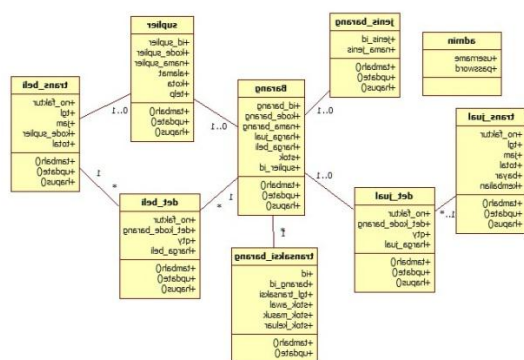 suplier
+id_suplier
+kode_suplier
+nama_suplier
+alamat
+kota
+telp
+tambah()
+update()
+hapus()
jenis_barang
+jenis_id
+nama_jenis
+tambah()
+update()
+hapus()
admin
+username
+password
trans_beli
+no_faktur
+tgl
+jam
+kode_suplier
+total
+tambah()
+update()
+hapus()
Barang
+id_barang
+kode_barang
+nama_barang
+harga_jual
+harga_beli
+stok
+suplier_id
+tambah()
+update()
+hapus()
trans_jual
+no_faktur
+tgl
+jam
+total
+bayar
+kembalian
+tambah()
+update()
+hapus()
det_beli
+no_faktur
+det_kode_barang
+qty
+harga_beli
+tambah()
+update()
+hapus()
det_jual
+no_faktur
+det_kode_barang
+qty
+harga_jual
+tambah()
+update()
+hapus()
transaksi_barang
+id
+barang_id
+tgl_transaksi
+stok_awal
+stok_masuk
+stok_keluar
+tambah()
+update()
0..1
0..1
0..1
0..1
1
*
1
*
*
1
*..1